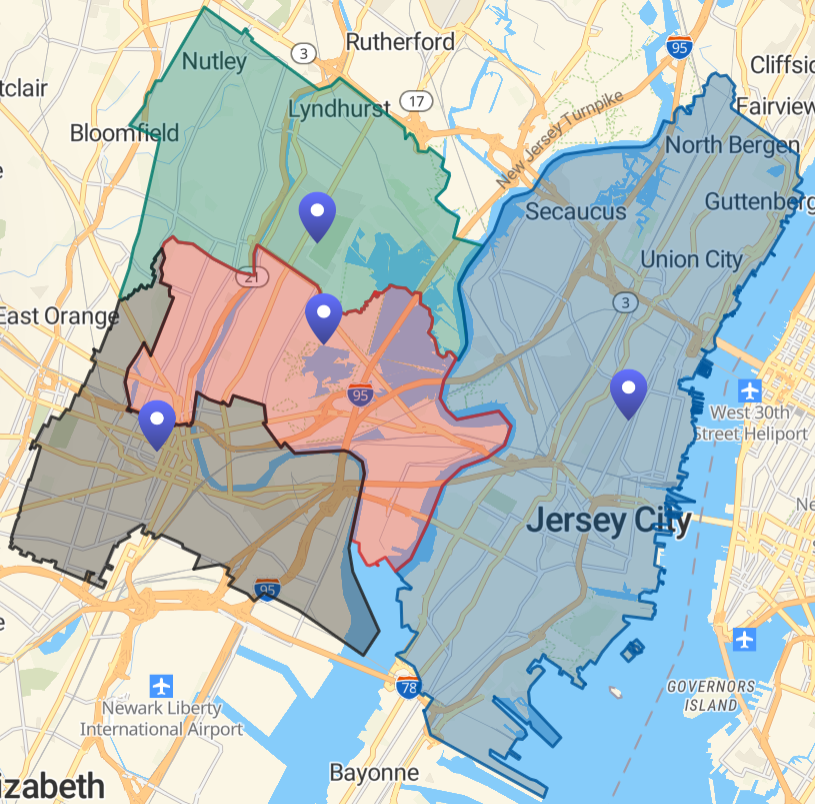 Rutherford
95
Cliffsid
3
Nutley
tclair
17
Fairview
Lyndhurst
New Jersey Turnpike
Bloomfield
North Bergen
Guttenberg
Secaucus
Union City
21
3
East Orange
95
West 30th
Street Heliport
Ne
Jersey City
95
e
78
GOVERNORS
ISLAND
Newark Liberty
International Airport
Bayonne
izabeth